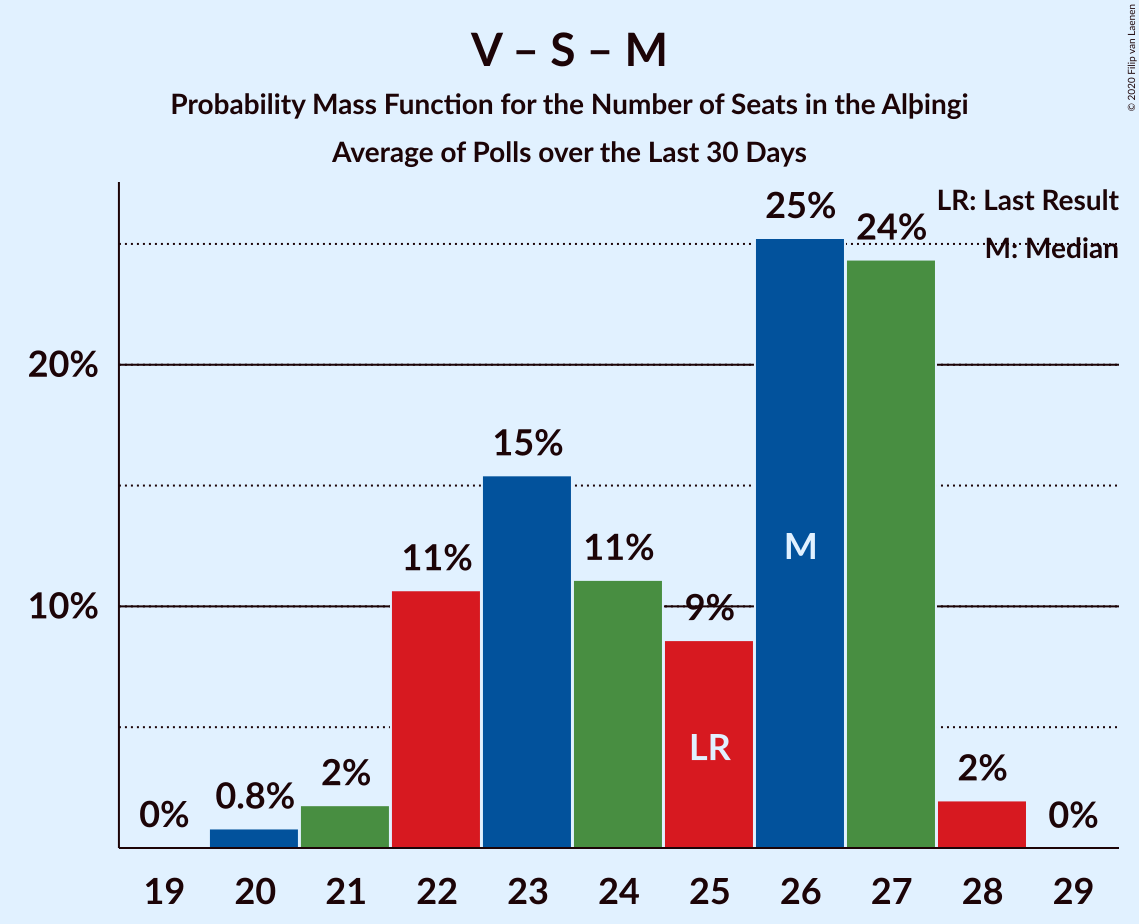 V – S – M
Probability Mass Function for the Number of Seats in the Alþingi
Average of Polls over the Last 30 Days
© 2020 Filip van Laenen
LR: Last Result
M: Median
20%
10%
0%
0.8%
2%
11%
15%
11%
9%
25%
24%
2%
0%
LR
M
19 20 21 22 23 24 25 26 27 28 29